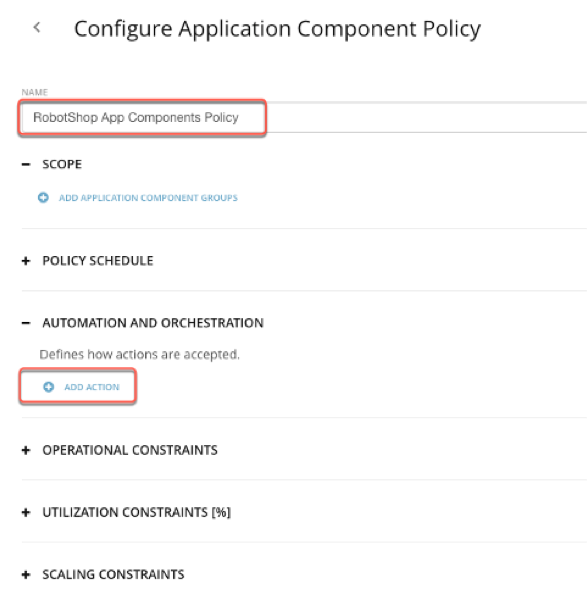 Configure Application Component Policy
NAME
RobotShop App Components Policy
SCOPE
ADD APPLICATION COMPONENT GROUPS
POLICY SCHEDULE
AUTOMATION AND ORCHESTRATION
Defines how actions are accepted.
ADD ACTION
OPERATIONAL CONSTRAINTS
UTILIZATION CONSTRAINTS [%]
SCALING CONSTRAINTS